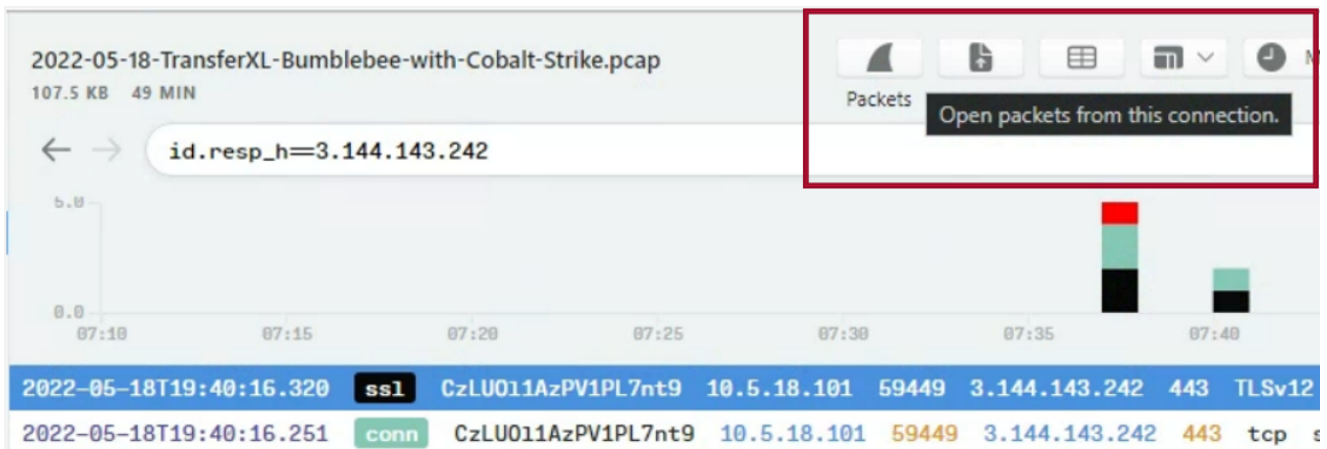 2022-05-18-TransferXL-Bumblebee-with-Cobalt-Strike.pcap
107.5 KB 49 MIN
Packets
Open packets from this connection.
id.resp_h==3.144.143.242
5.0
0.0
07:10 07:15 07:20 07:25 07:30 07:35 07:40
2022-05-18T19:40:16.320 ssl CzLUOl1AzPV1PL7nt9 10.5.18.101 59449 3.144.143.242 443 TLSv12
2022-05-18T19:40:16.251 conn CzLUOl1AzPV1PL7nt9 10.5.18.101 59449 3.144.143.242 443 tcp s